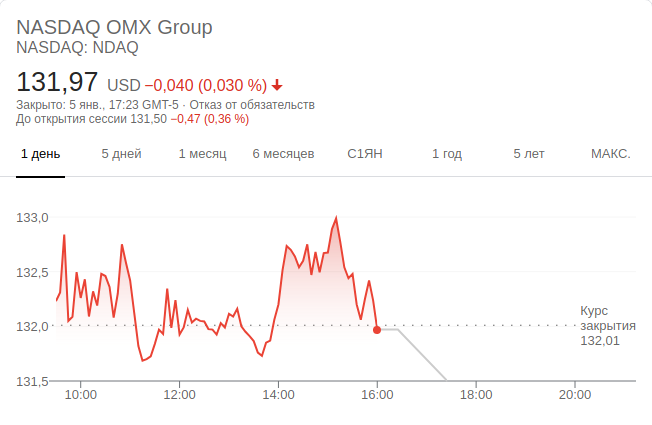 NASDAQ OMX Group
NASDAQ: NDAQ
131,97 USD −0,040 (0,030 %)
Закрыто: 5 янв., 17:23 GMT-5 · Отказ от обязательств
До открытия сессии 131,50 −0,47 (0,36 %)
1 день 5 дней 1 месяц 6 месяцев С1ЯН 1 год 5 лет МАКС.
133,0
132,5
132,0
131,5
Курс
закрытия
132,01
10:00 12:00 14:00 16:00 18:00 20:00